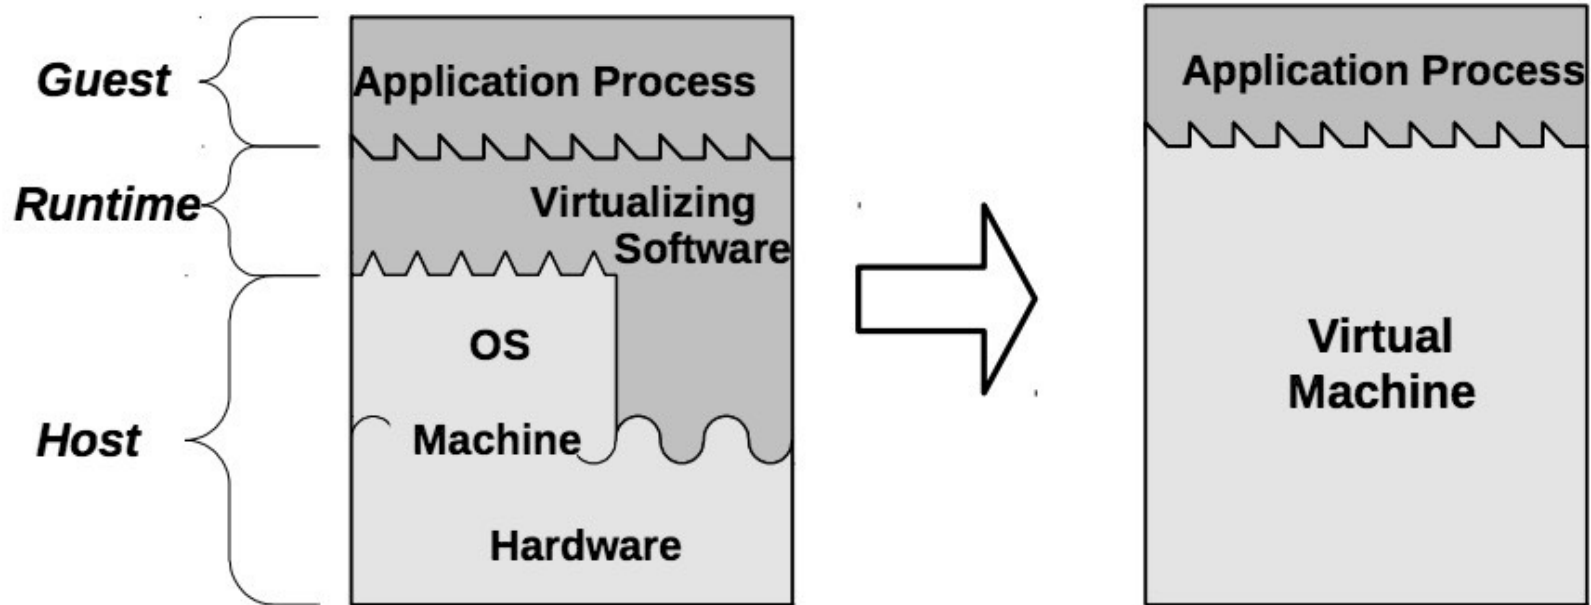 Guest
Application Process
Runtime
Virtualizing
Software
OS
Host
Machine
Hardware
Application Process
Virtual
Machine